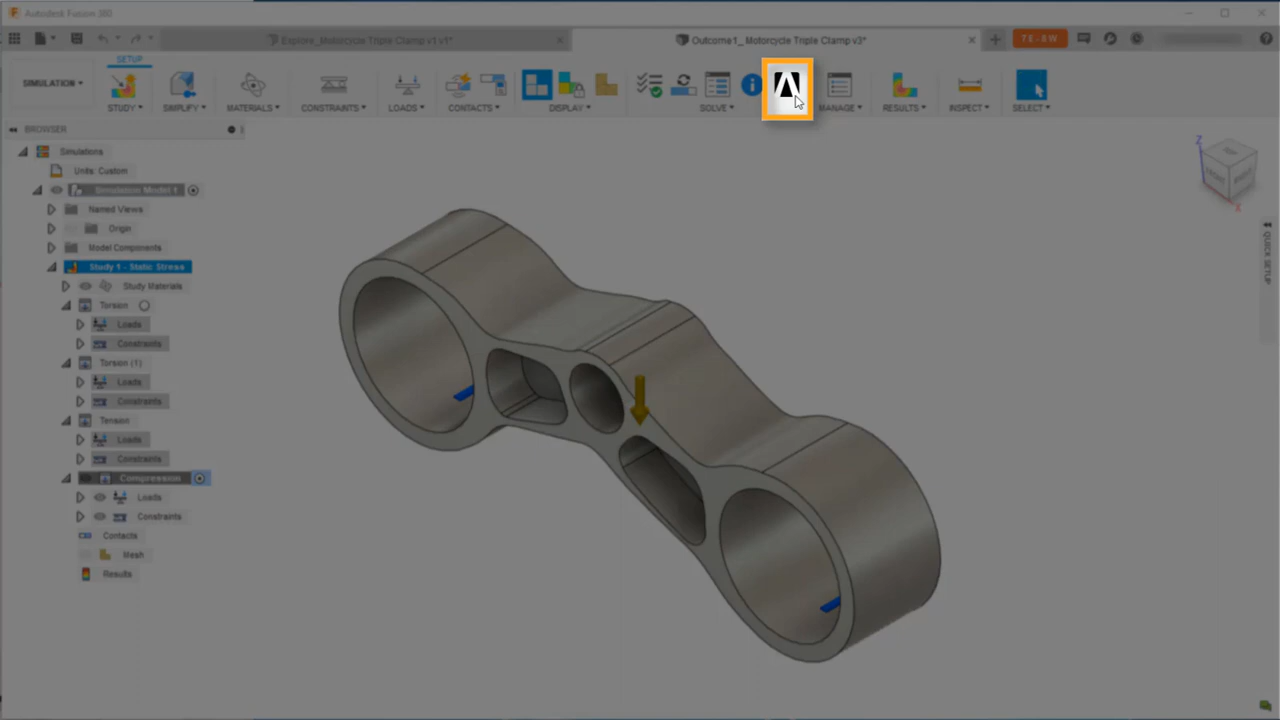 Autodesk Fusion 360
Explore_Motorcycle Triple Clamp v1 v1*
Outcome1_ Motorcycle Triple Clamp v3*
SETUP
SIMULATION
STUDY
SIMPLIFY
MATERIALS
CONSTRAINTS
LOADS
CONTACTS
DISPLAY
SOLVE
MANAGE
RESULTS
INSPECT
SELECT
BROWSER
Simulations
Units: Custom
Simulation Model 1
Named Views
Origin
Model Components
Study 1 - Static Stress
Study Materials
Torsion
Loads
Constraints
Torsion (1)
Loads
Constraints
Tension
Loads
Constraints
Compression
Loads
Constraints
Contacts
Mesh
Results
Z
FRONT
RIGHT
X
QUICK SETUP